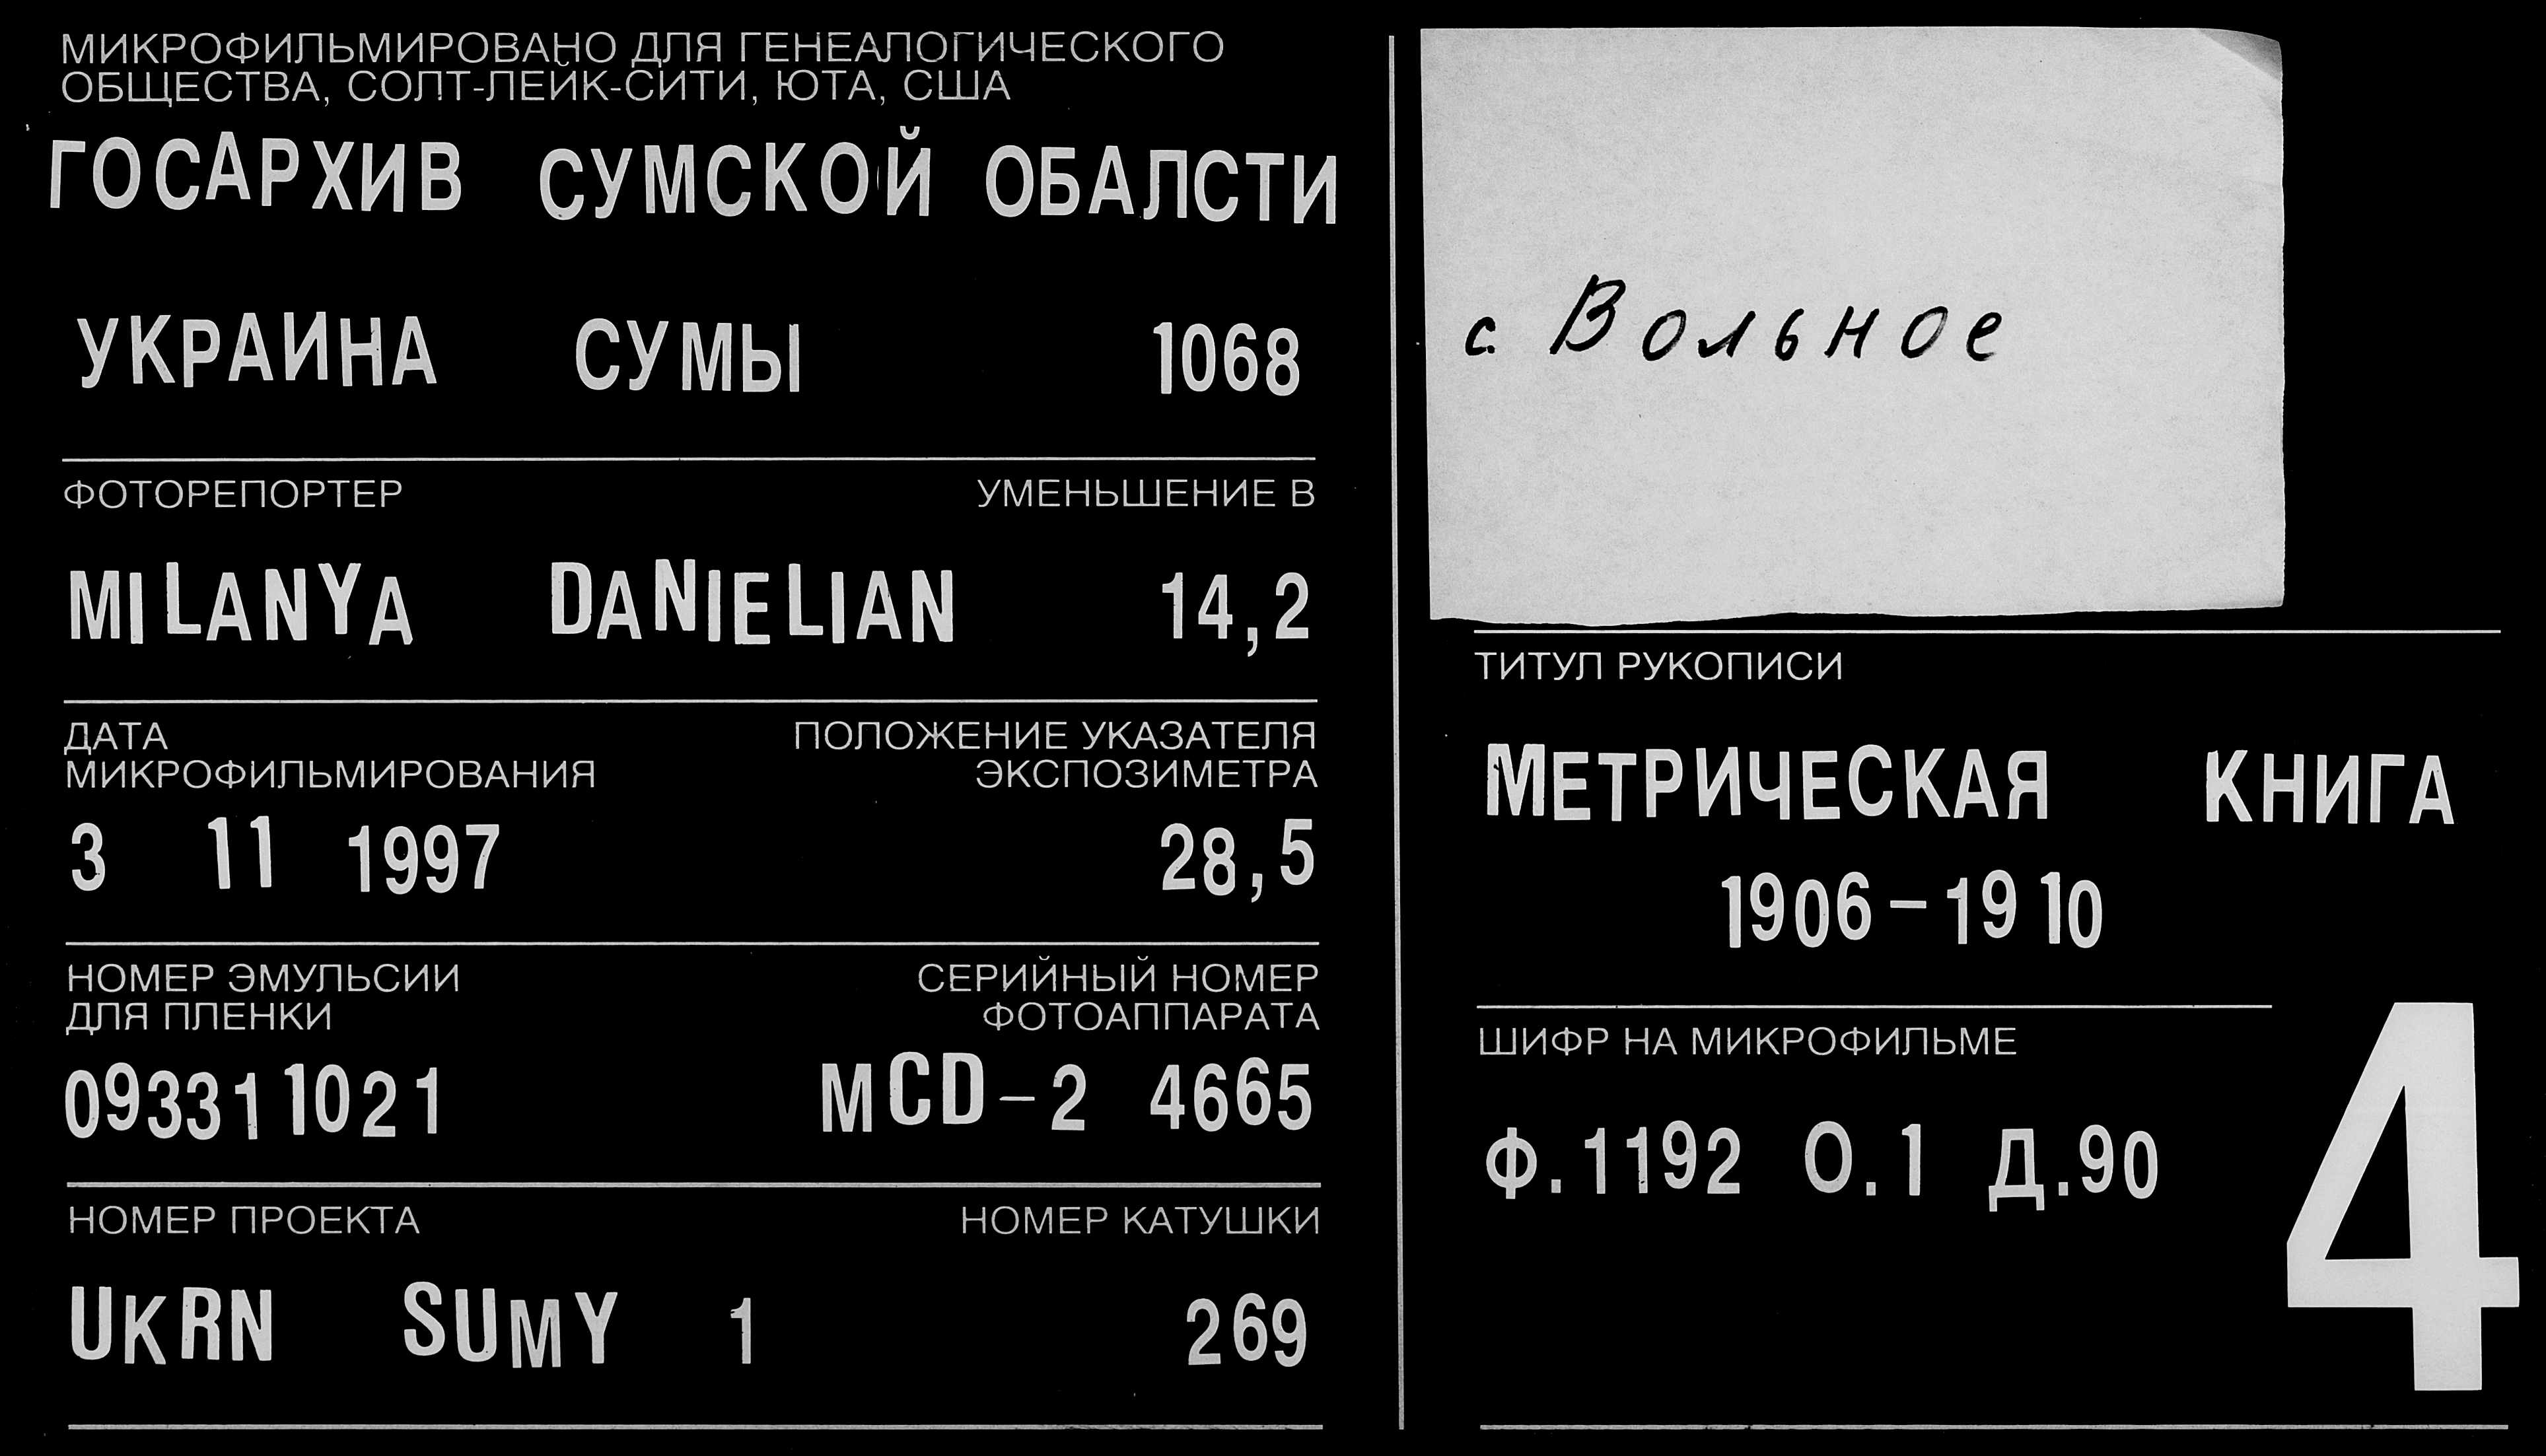 МИКРОФИЛЬМИРОВАНО ДЛЯ ГЕНЕАЛОГИЧЕСКОГО
ОБЩЕСТВА, СОЛТ-ЛЕЙК-СИТИ, ЮТА, США
ГОСАРХИВ СУМСКОЙ ОБАЛСТИ
УКРАИНА СУМЫ 1068
ФОТОРЕПОРТЕР УМЕНЬШЕНИЕ В
MILANYA DANIELIAN 14,2
ДАТА ПОЛОЖЕНИЕ УКАЗАТЕЛЯ
МИКРОФИЛЬМИРОВАНИЯ ЭКСПОЗИМЕТРА
3 11 1997 28,5
НОМЕР ЭМУЛЬСИИ СЕРИЙНЫЙ НОМЕР
ДЛЯ ПЛЕНКИ ФОТОАППАРАТА
093311021 MCD-2 4665
НОМЕР ПРОЕКТА НОМЕР КАТУШКИ
UKRN SUMY 1 269
с. Вольное
ТИТУЛ РУКОПИСИ
МЕТРИЧЕСКАЯ КНИГА
1906-1910
ШИФР НА МИКРОФИЛЬМЕ
Ф.1192 О.1 Д.90
4